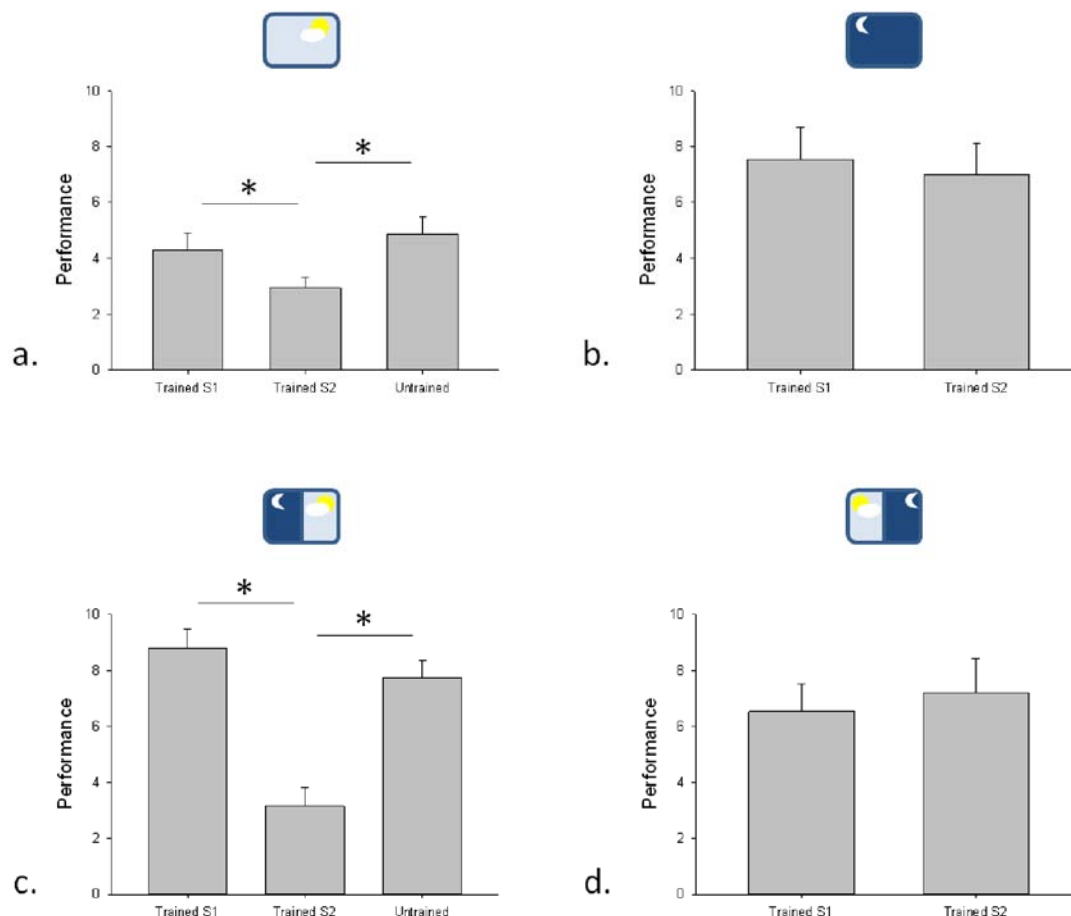 10
8
6
4
2
0
Performance
*
*
Trained S1 Trained S2 Untrained
a.
10
8
6
4
2
0
Performance
Trained S1 Trained S2
b.
10
8
6
4
2
0
Performance
*
*
Trained S1 Trained S2 Untrained
c.
10
8
6
4
2
0
Performance
Trained S1 Trained S2
d.